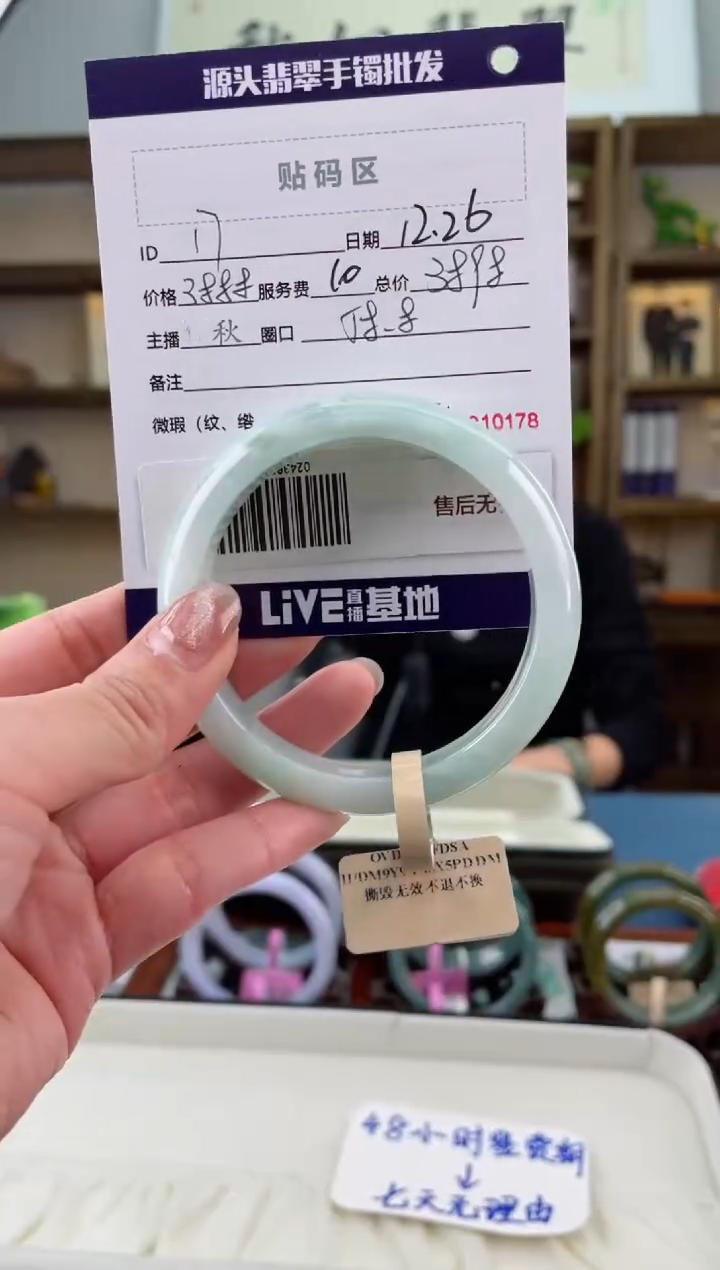 源头翡翠手镯批发
贴码区
ID 17 日期 12.26
价格 3888 服务费 10 总价 3898
主播 秋 圈口
备注
微瑕（纹、绺
10178
售后无
LiVE直播基地
撕毁无效不退不换
48小时鉴赏期
↓
七天无理由